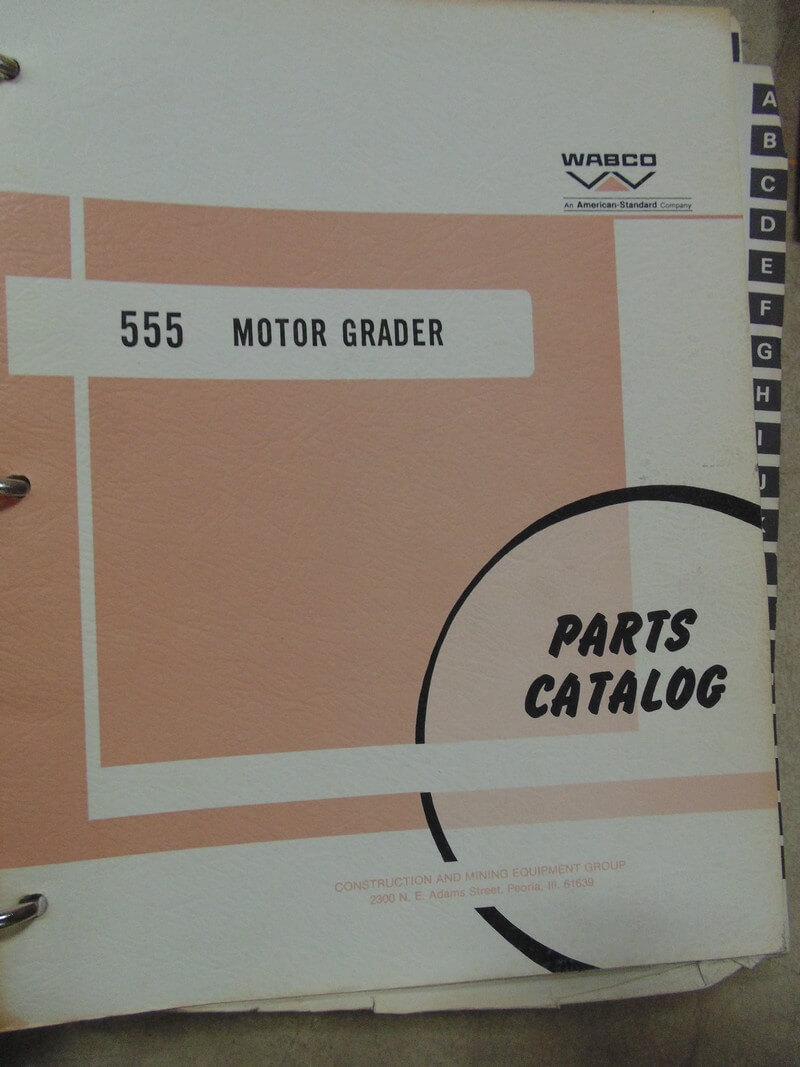 WABCO
An American-Standard Company
555 MOTOR GRADER
PARTS
CATALOG
CONSTRUCTION AND MINING EQUIPMENT GROUP
2300 N. E. Adams Street, Peoria, Ill. 61639
A
B
C
D
E
F
G
H
I
J